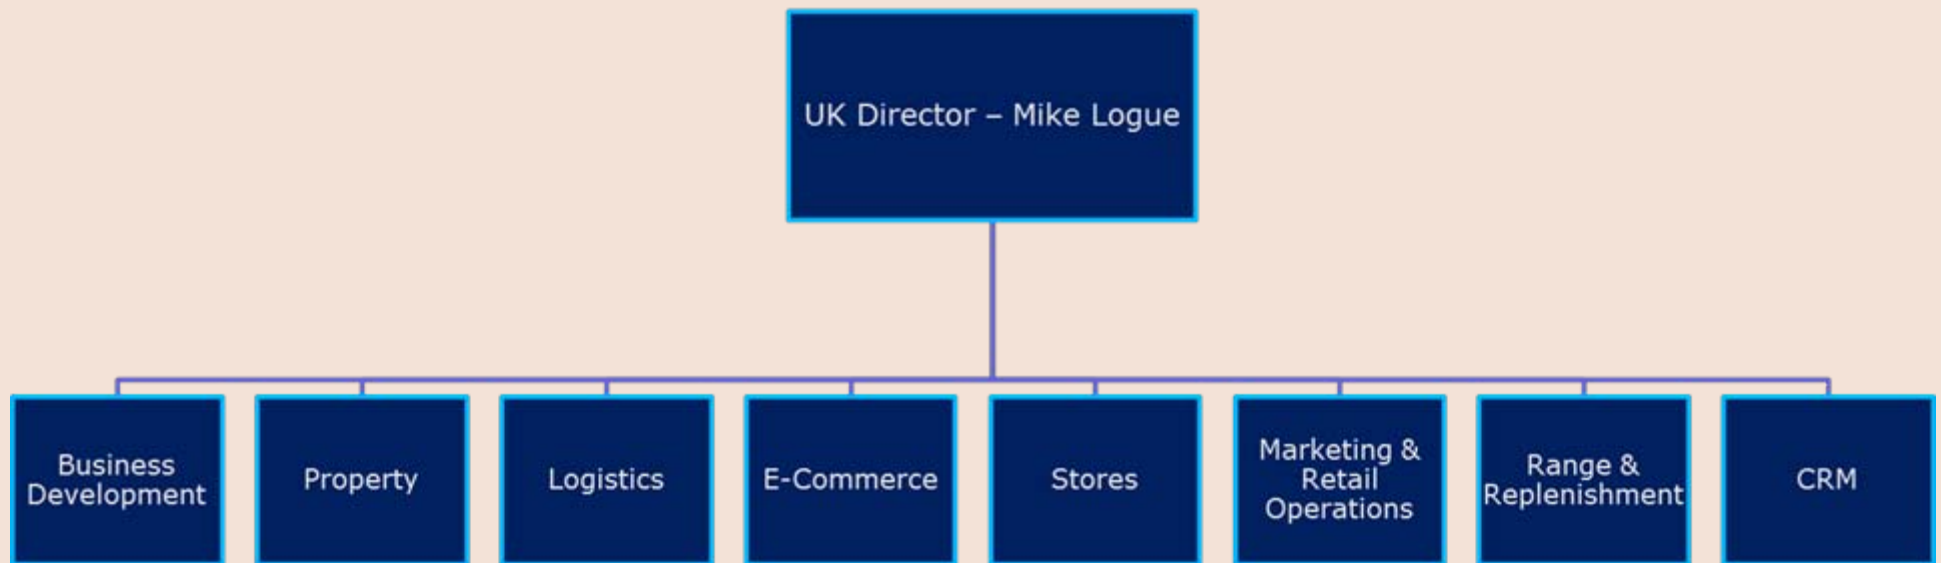 UK Director – Mike Logue
Business
Development
Property
Logistics
E-Commerce
Stores
Marketing &
Retail
Operations
Range &
Replenishment
CRM